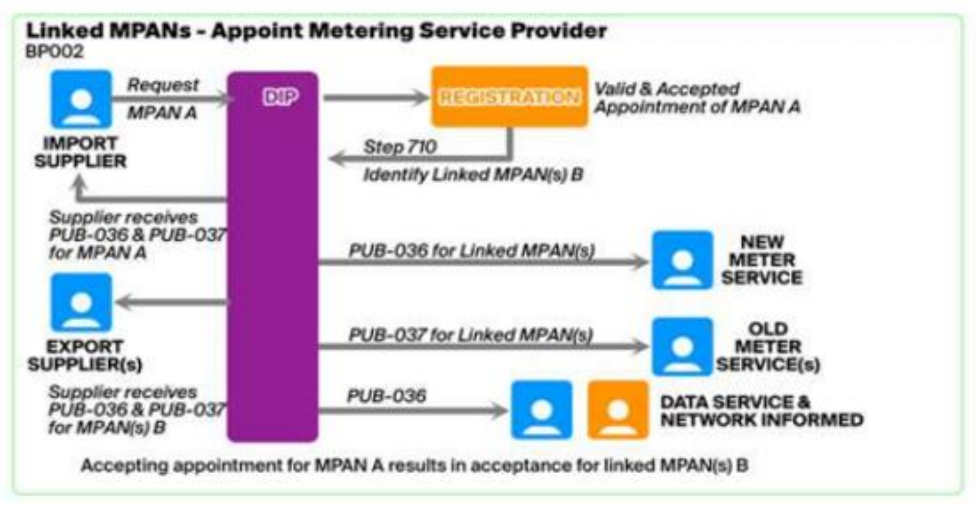 Linked MPANs - Appoint Metering Service Provider
BP002
Request
MPAN A
IMPORT
SUPPLIER
DIP
REGISTRATION
Valid & Accepted
Appointment of MPAN A
Step 710
Identify Linked MPAN(s) B
Supplier receives
PUB-036 & PUB-037
for MPAN A
PUB-036 for Linked MPAN(s)
NEW
METER
SERVICE
EXPORT
SUPPLIER(s)
PUB-037 for Linked MPAN(s)
OLD
METER
SERVICE(s)
Supplier receives
PUB-036 & PUB-037
for MPAN(s) B
PUB-036
DATA SERVICE &
NETWORK INFORMED
Accepting appointment for MPAN A results in acceptance for linked MPAN(s) B